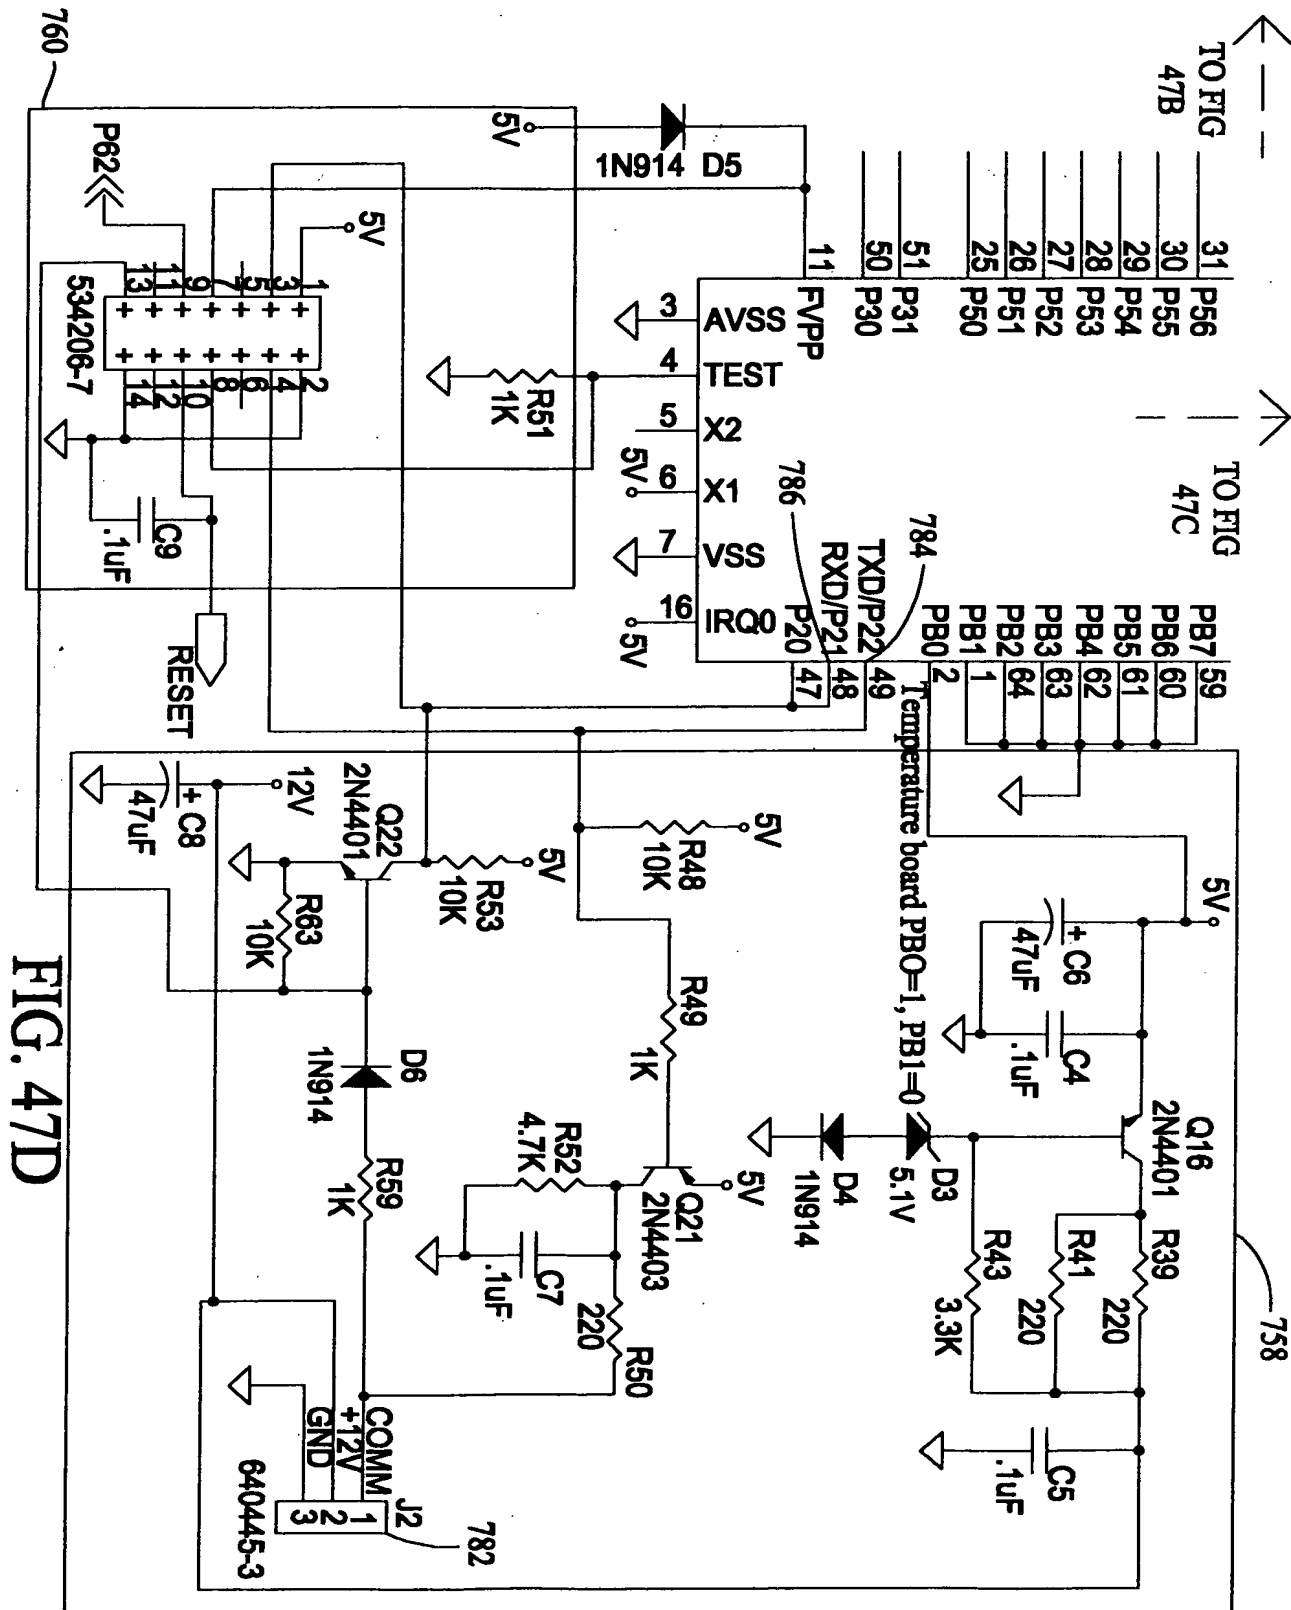 760
TO FIG
47B
TO FIG
47C
5V
1N914 D5
P62
5V
1
3
5
7
9
11
13
2
4
6
8
10
12
14
534206-7
R51
1K
C9
.1uF
RESET
11
FVPP
50
P30
51
P31
25
P50
26
P51
27
P52
28
P53
29
P54
30
P55
31
P56
3
AVSS
4
TEST
5
X2
5V
6
X1
7
VSS
5V
16
IRQ0
786
784
P20
47
RXD/P21
48
TXD/P22
49
PB0
2
PB1
1
PB2
64
PB3
63
PB4
62
PB5
61
PB6
60
PB7
59
Temperature board PBO=1, PB1=0
758
5V
+ C6
47uF
C4
.1uF
Q16
2N4401
R39
220
R41
220
R43
3.3K
C5
.1uF
D3
5.1V
D4
1N914
5V
R48
10K
R49
1K
5V
Q21
2N4403
R52
4.7K
C7
.1uF
R50
220
5V
R53
10K
Q22
2N4401
R63
10K
D6
1N914
R59
1K
12V
+ C8
47uF
COMM
+12V
GND
J2
1
2
3
640445-3
782
FIG. 47D